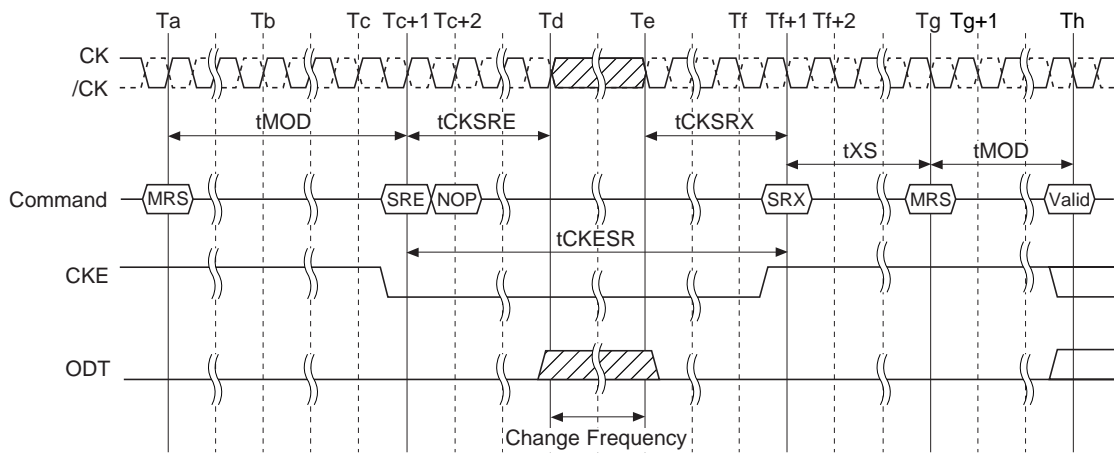 Ta Tb Tc Tc+1 Tc+2 Td Te Tf Tf+1 Tf+2 Tg Tg+1 Th
CK
/CK
tMOD tCKSRE tCKSRX
tXS tMOD
Command MRS SRE NOP SRX MRS Valid
tCKESR
CKE
ODT
Change Frequency